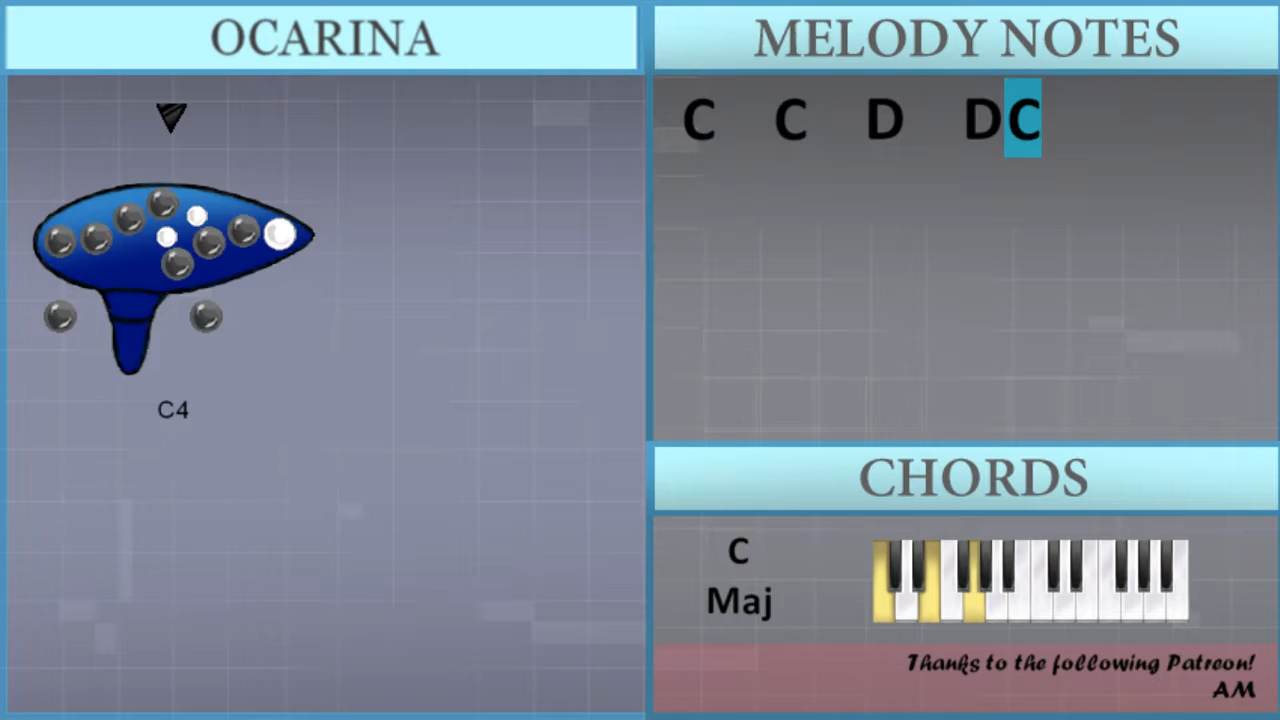 OCARINA
C4
MELODY NOTES
C C D DC
CHORDS
C
Maj
Thanks to the following Patreon!
AM